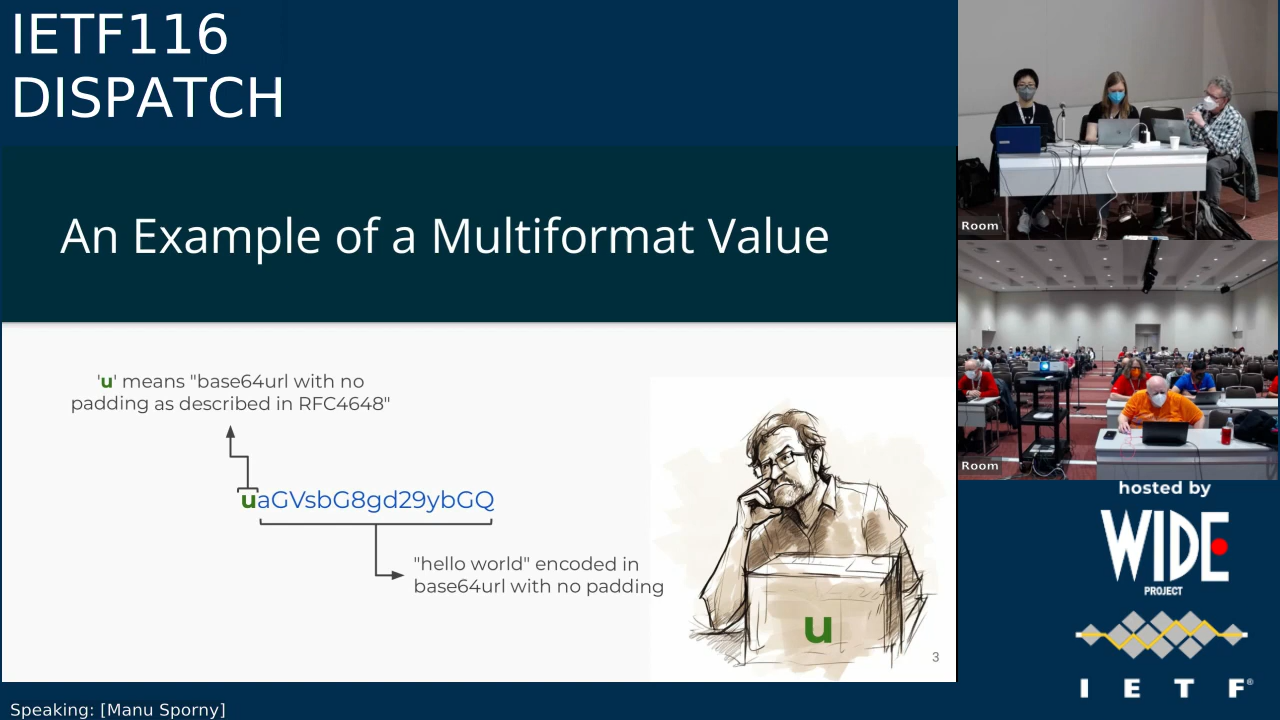 IETF116
DISPATCH
An Example of a Multiformat Value
'u' means "base64url with no
padding as described in RFC4648"
uaGVsbG8gd29ybGQ
"hello world" encoded in
base64url with no padding
u
3
Room
Room
hosted by
WIDE
PROJECT
I E T F®
Speaking: [Manu Sporny]